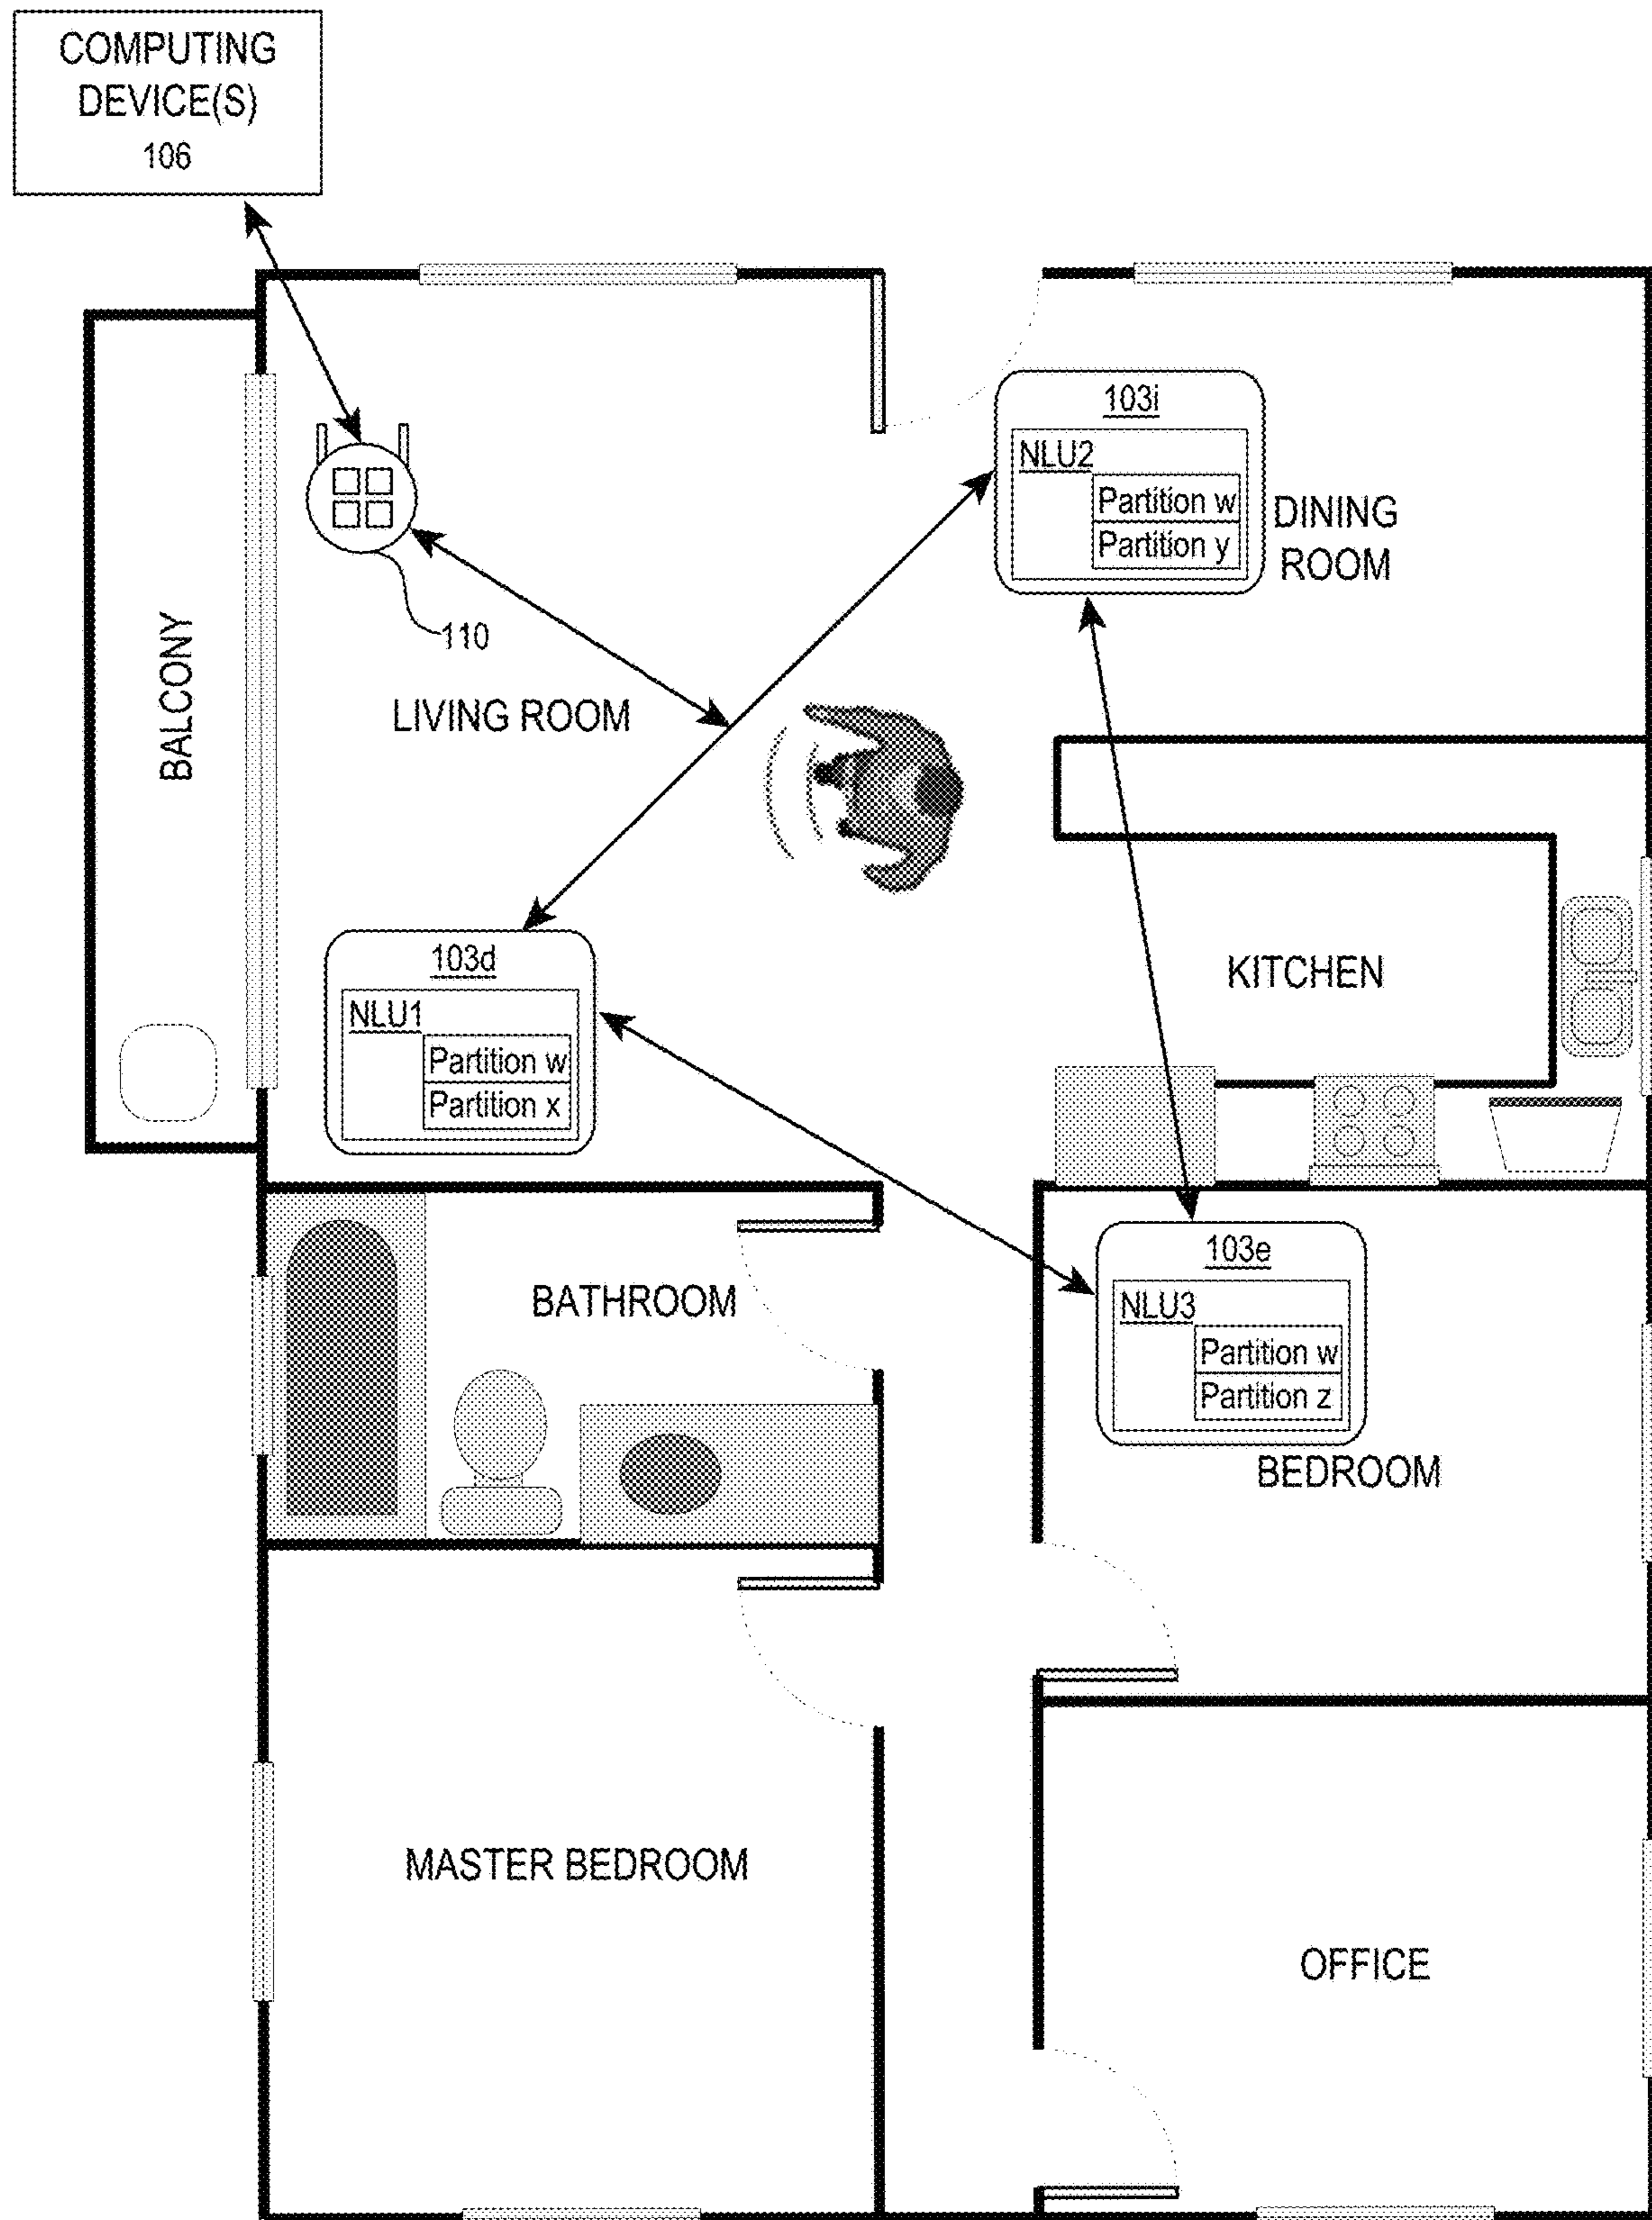 COMPUTING
DEVICE(S)
106
103i
NLU2
Partition w
Partition y
DINING
ROOM
110
LIVING ROOM
BALCONY
103d
NLU1
Partition w
Partition x
KITCHEN
103e
NLU3
Partition w
Partition z
BATHROOM
BEDROOM
MASTER BEDROOM
OFFICE